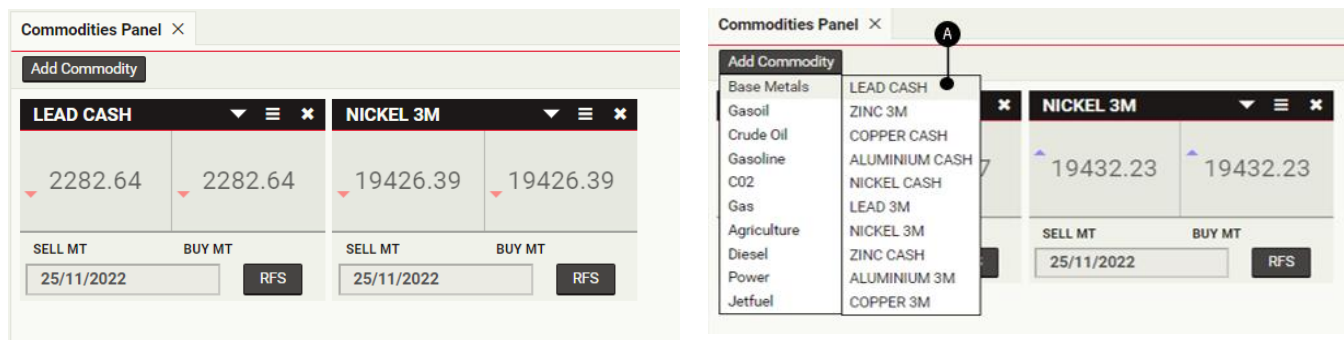 Commodities Panel ×
Add Commodity
LEAD CASH
NICKEL 3M
2282.64 2282.64
19426.39 19426.39
SELL MT BUY MT
SELL MT BUY MT
25/11/2022 RFS
25/11/2022 RFS
Commodities Panel ×
A
Add Commodity
Base Metals
Gasoil
Crude Oil
Gasoline
C02
Gas
Agriculture
Diesel
Power
Jetfuel
LEAD CASH
ZINC 3M
COPPER CASH
ALUMINIUM CASH
NICKEL CASH
LEAD 3M
NICKEL 3M
ZINC CASH
ALUMINIUM 3M
COPPER 3M
7
NICKEL 3M
19432.23 19432.23
SELL MT BUY MT
25/11/2022 RFS